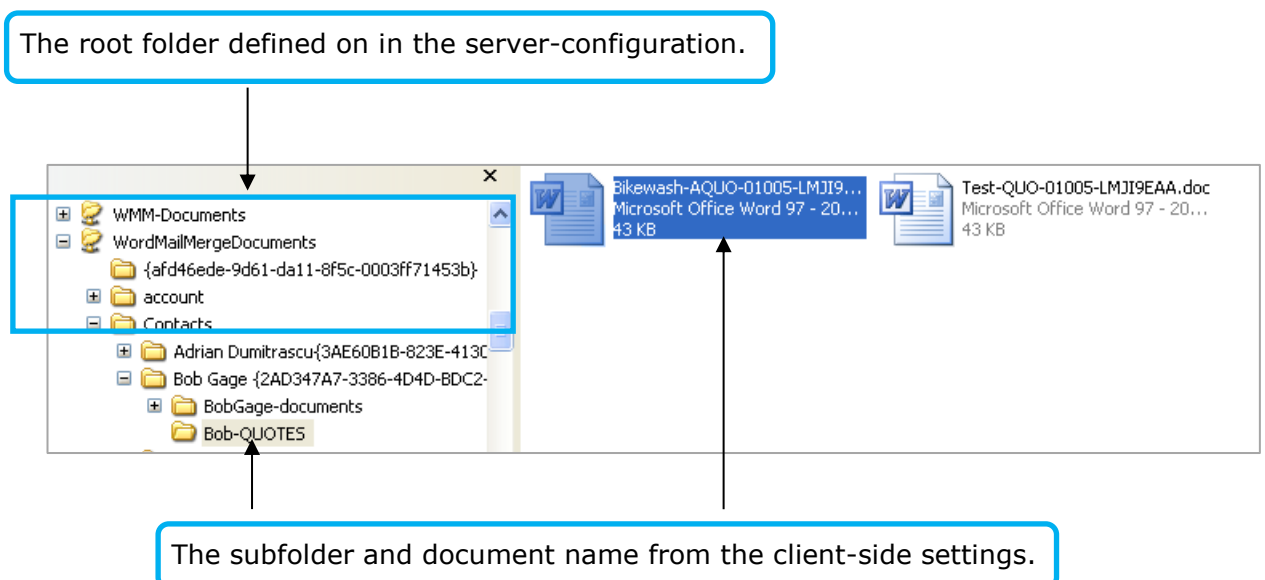 The root folder defined on in the server-configuration.
WMM-Documents
WordMailMergeDocuments
{afd46ede-9d61-da11-8f5c-0003ff71453b}
account
Contacts
Adrian Dumitrascu{3AE60B1B-823E-413C
Bob Gage {2AD347A7-3386-4D4D-BDC2-
BobGage-documents
Bob-QUOTES
Bikewash-AQUO-01005-LMJI9...
Microsoft Office Word 97 - 20...
43 KB
Test-QUO-01005-LMJI9EAA.doc
Microsoft Office Word 97 - 20...
43 KB
The subfolder and document name from the client-side settings.